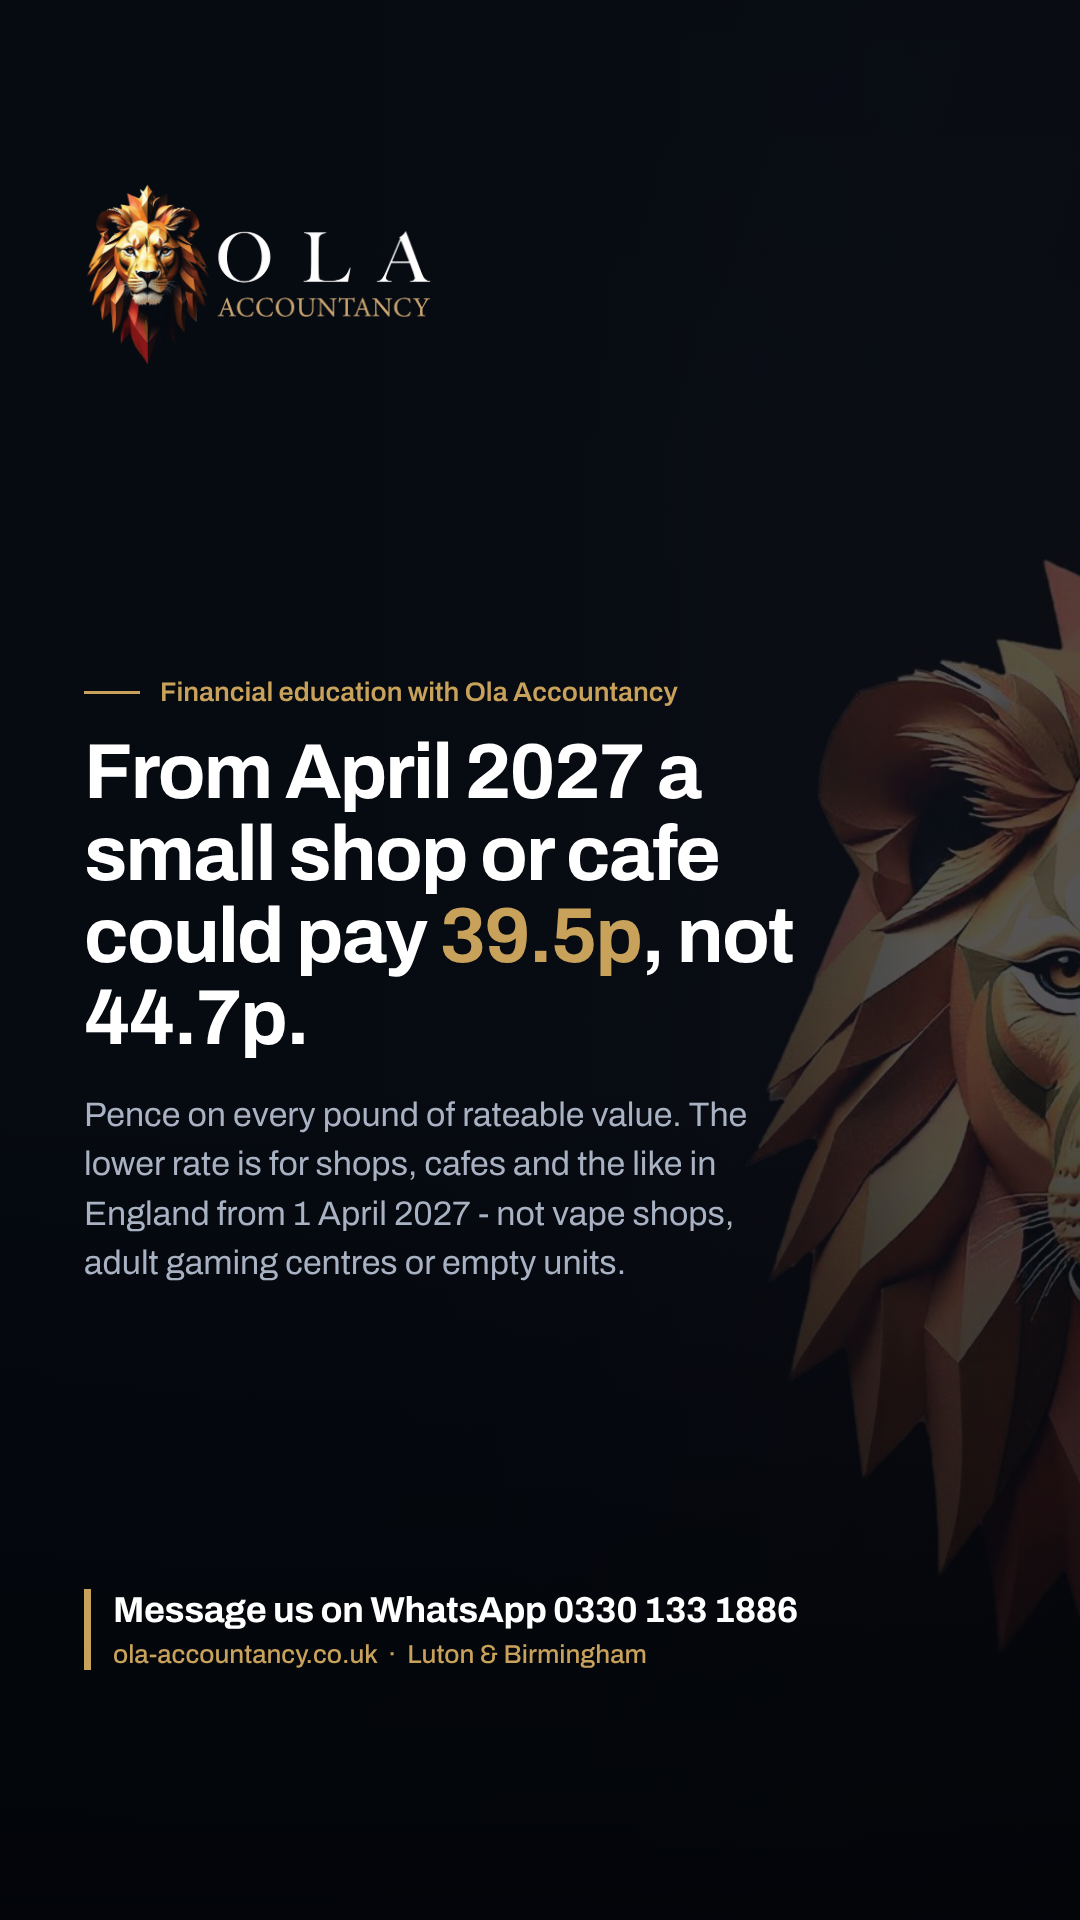 OLA
ACCOUNTANCY
Financial education with Ola Accountancy
From April 2027 a
small shop or cafe
could pay 39.5p, not
44.7p.
Pence on every pound of rateable value. The
lower rate is for shops, cafes and the like in
England from 1 April 2027 - not vape shops,
adult gaming centres or empty units.
Message us on WhatsApp 0330 133 1886
ola-accountancy.co.uk · Luton & Birmingham